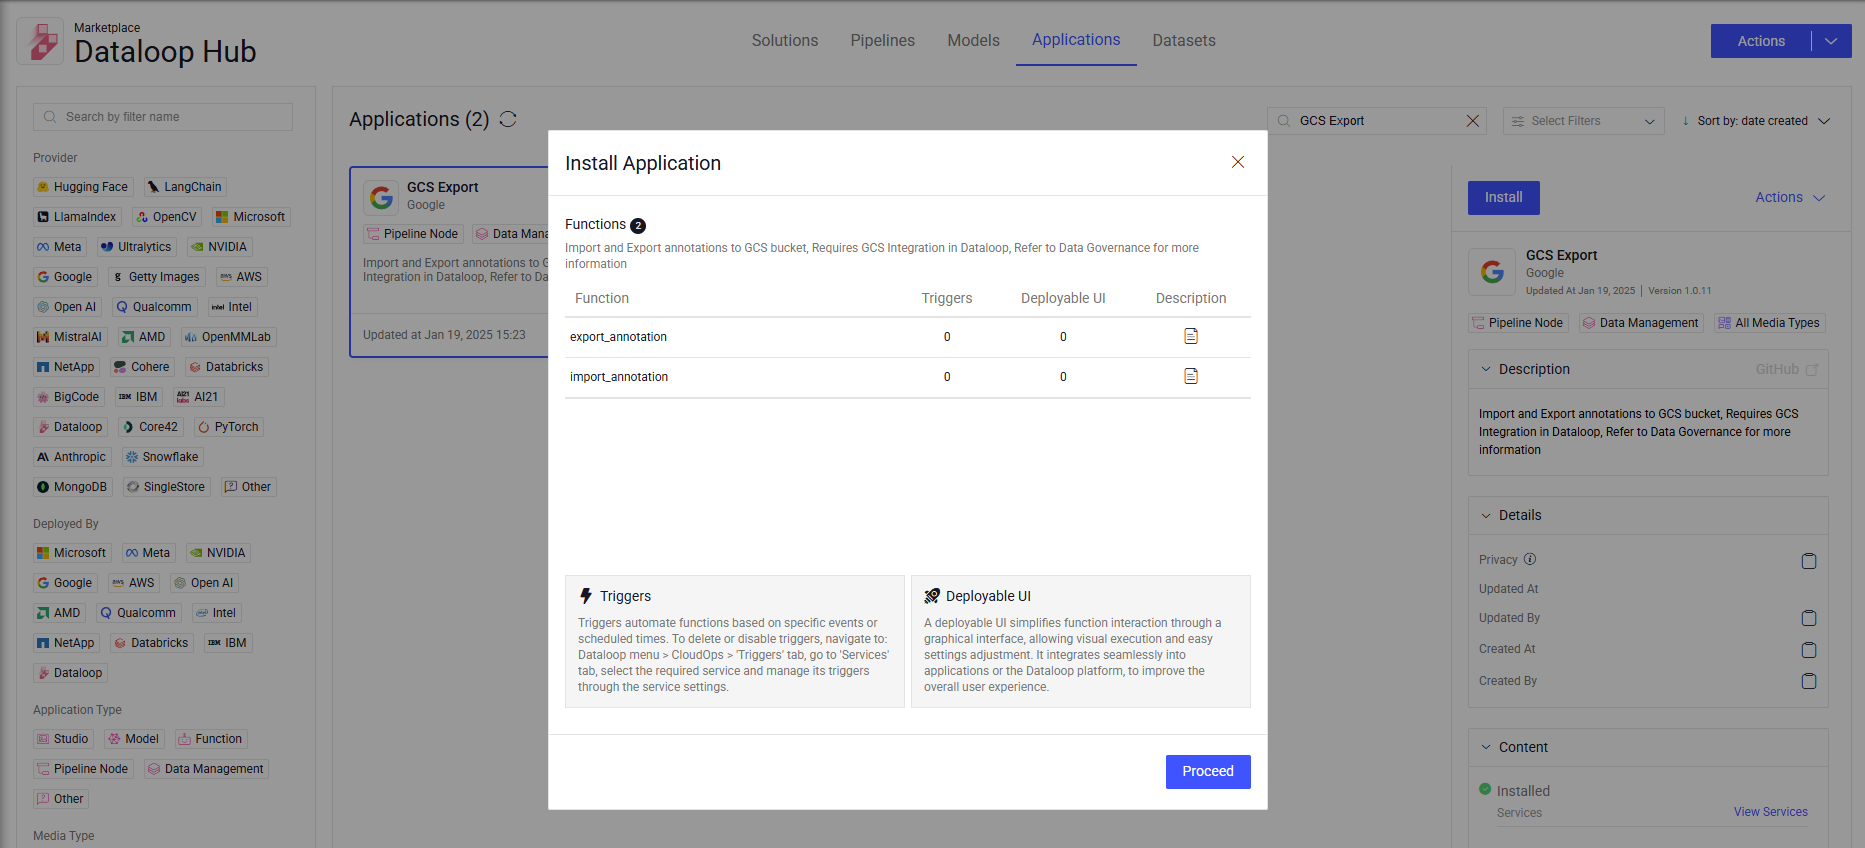 Marketplace
Dataloop Hub
Solutions
Pipelines
Models
Applications
Datasets
Actions
Search by filter name
Provider
Hugging Face
LangChain
LlamaIndex
OpenCV
Microsoft
Meta
Ultralytics
NVIDIA
Google
Getty Images
AWS
Open AI
Qualcomm
Intel
MistralAI
AMD
OpenMMLab
NetApp
Cohere
Databricks
BigCode
IBM
AI21
Dataloop
Core42
PyTorch
Anthropic
Snowflake
MongoDB
SingleStore
Other
Deployed By
Microsoft
Meta
NVIDIA
Google
AWS
Open AI
AMD
Qualcomm
Intel
NetApp
Databricks
IBM
Dataloop
Application Type
Studio
Model
Function
Pipeline Node
Data Management
Other
Media Type
Applications (2)
GCS Export
Select Filters
Sort by: date created
GCS Export
Google
Pipeline Node
Data Mana
Import and Export annotations to G
Integration in Dataloop, Refer to Da
Updated at Jan 19, 2025 15:23
Install Application
Functions 2
Import and Export annotations to GCS bucket, Requires GCS Integration in Dataloop, Refer to Data Governance for more
information
Function
Triggers
Deployable UI
Description
export_annotation
0
0
import_annotation
0
0
Triggers
Triggers automate functions based on specific events or
scheduled times. To delete or disable triggers, navigate to:
Dataloop menu > CloudOps > 'Triggers' tab, go to 'Services'
tab, select the required service and manage its triggers
through the service settings.
Deployable UI
A deployable UI simplifies function interaction through a
graphical interface, allowing visual execution and easy
settings adjustment. It integrates seamlessly into
applications or the Dataloop platform, to improve the
overall user experience.
Proceed
Install
Actions
GCS Export
Google
Updated At Jan 19, 2025 | Version 1.0.11
Pipeline Node
Data Management
All Media Types
Description
GitHub
Import and Export annotations to GCS bucket, Requires GCS
Integration in Dataloop, Refer to Data Governance for more
information
Details
Privacy
Updated At
Updated By
Created At
Created By
Content
Installed
Services
View Services